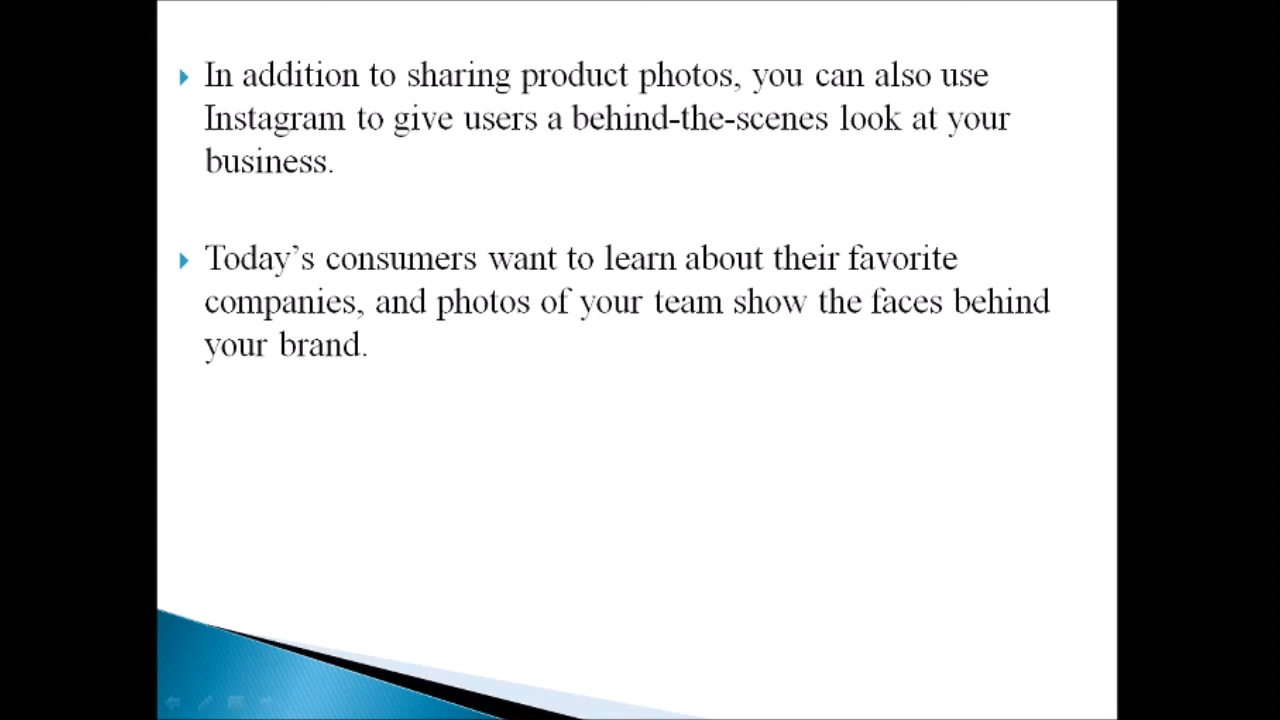 In addition to sharing product photos, you can also use
Instagram to give users a behind-the-scenes look at your
business.
Today’s consumers want to learn about their favorite
companies, and photos of your team show the faces behind
your brand.